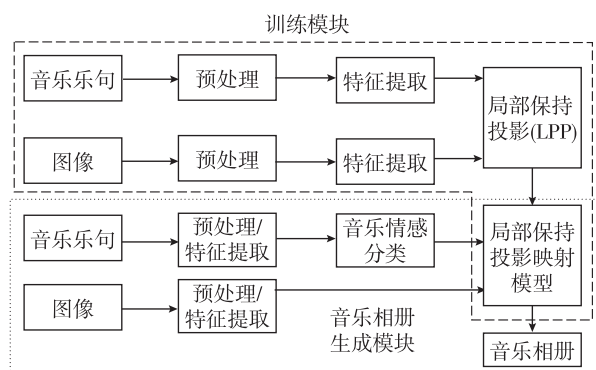 训练模块
音乐乐句
预处理
特征提取
局部保持
投影(LPP)
图像
预处理
特征提取
音乐乐句
预处理/
特征提取
音乐情感
分类
局部保持
投影映射
模型
图像
预处理/
特征提取
音乐相册
生成模块
音乐相册